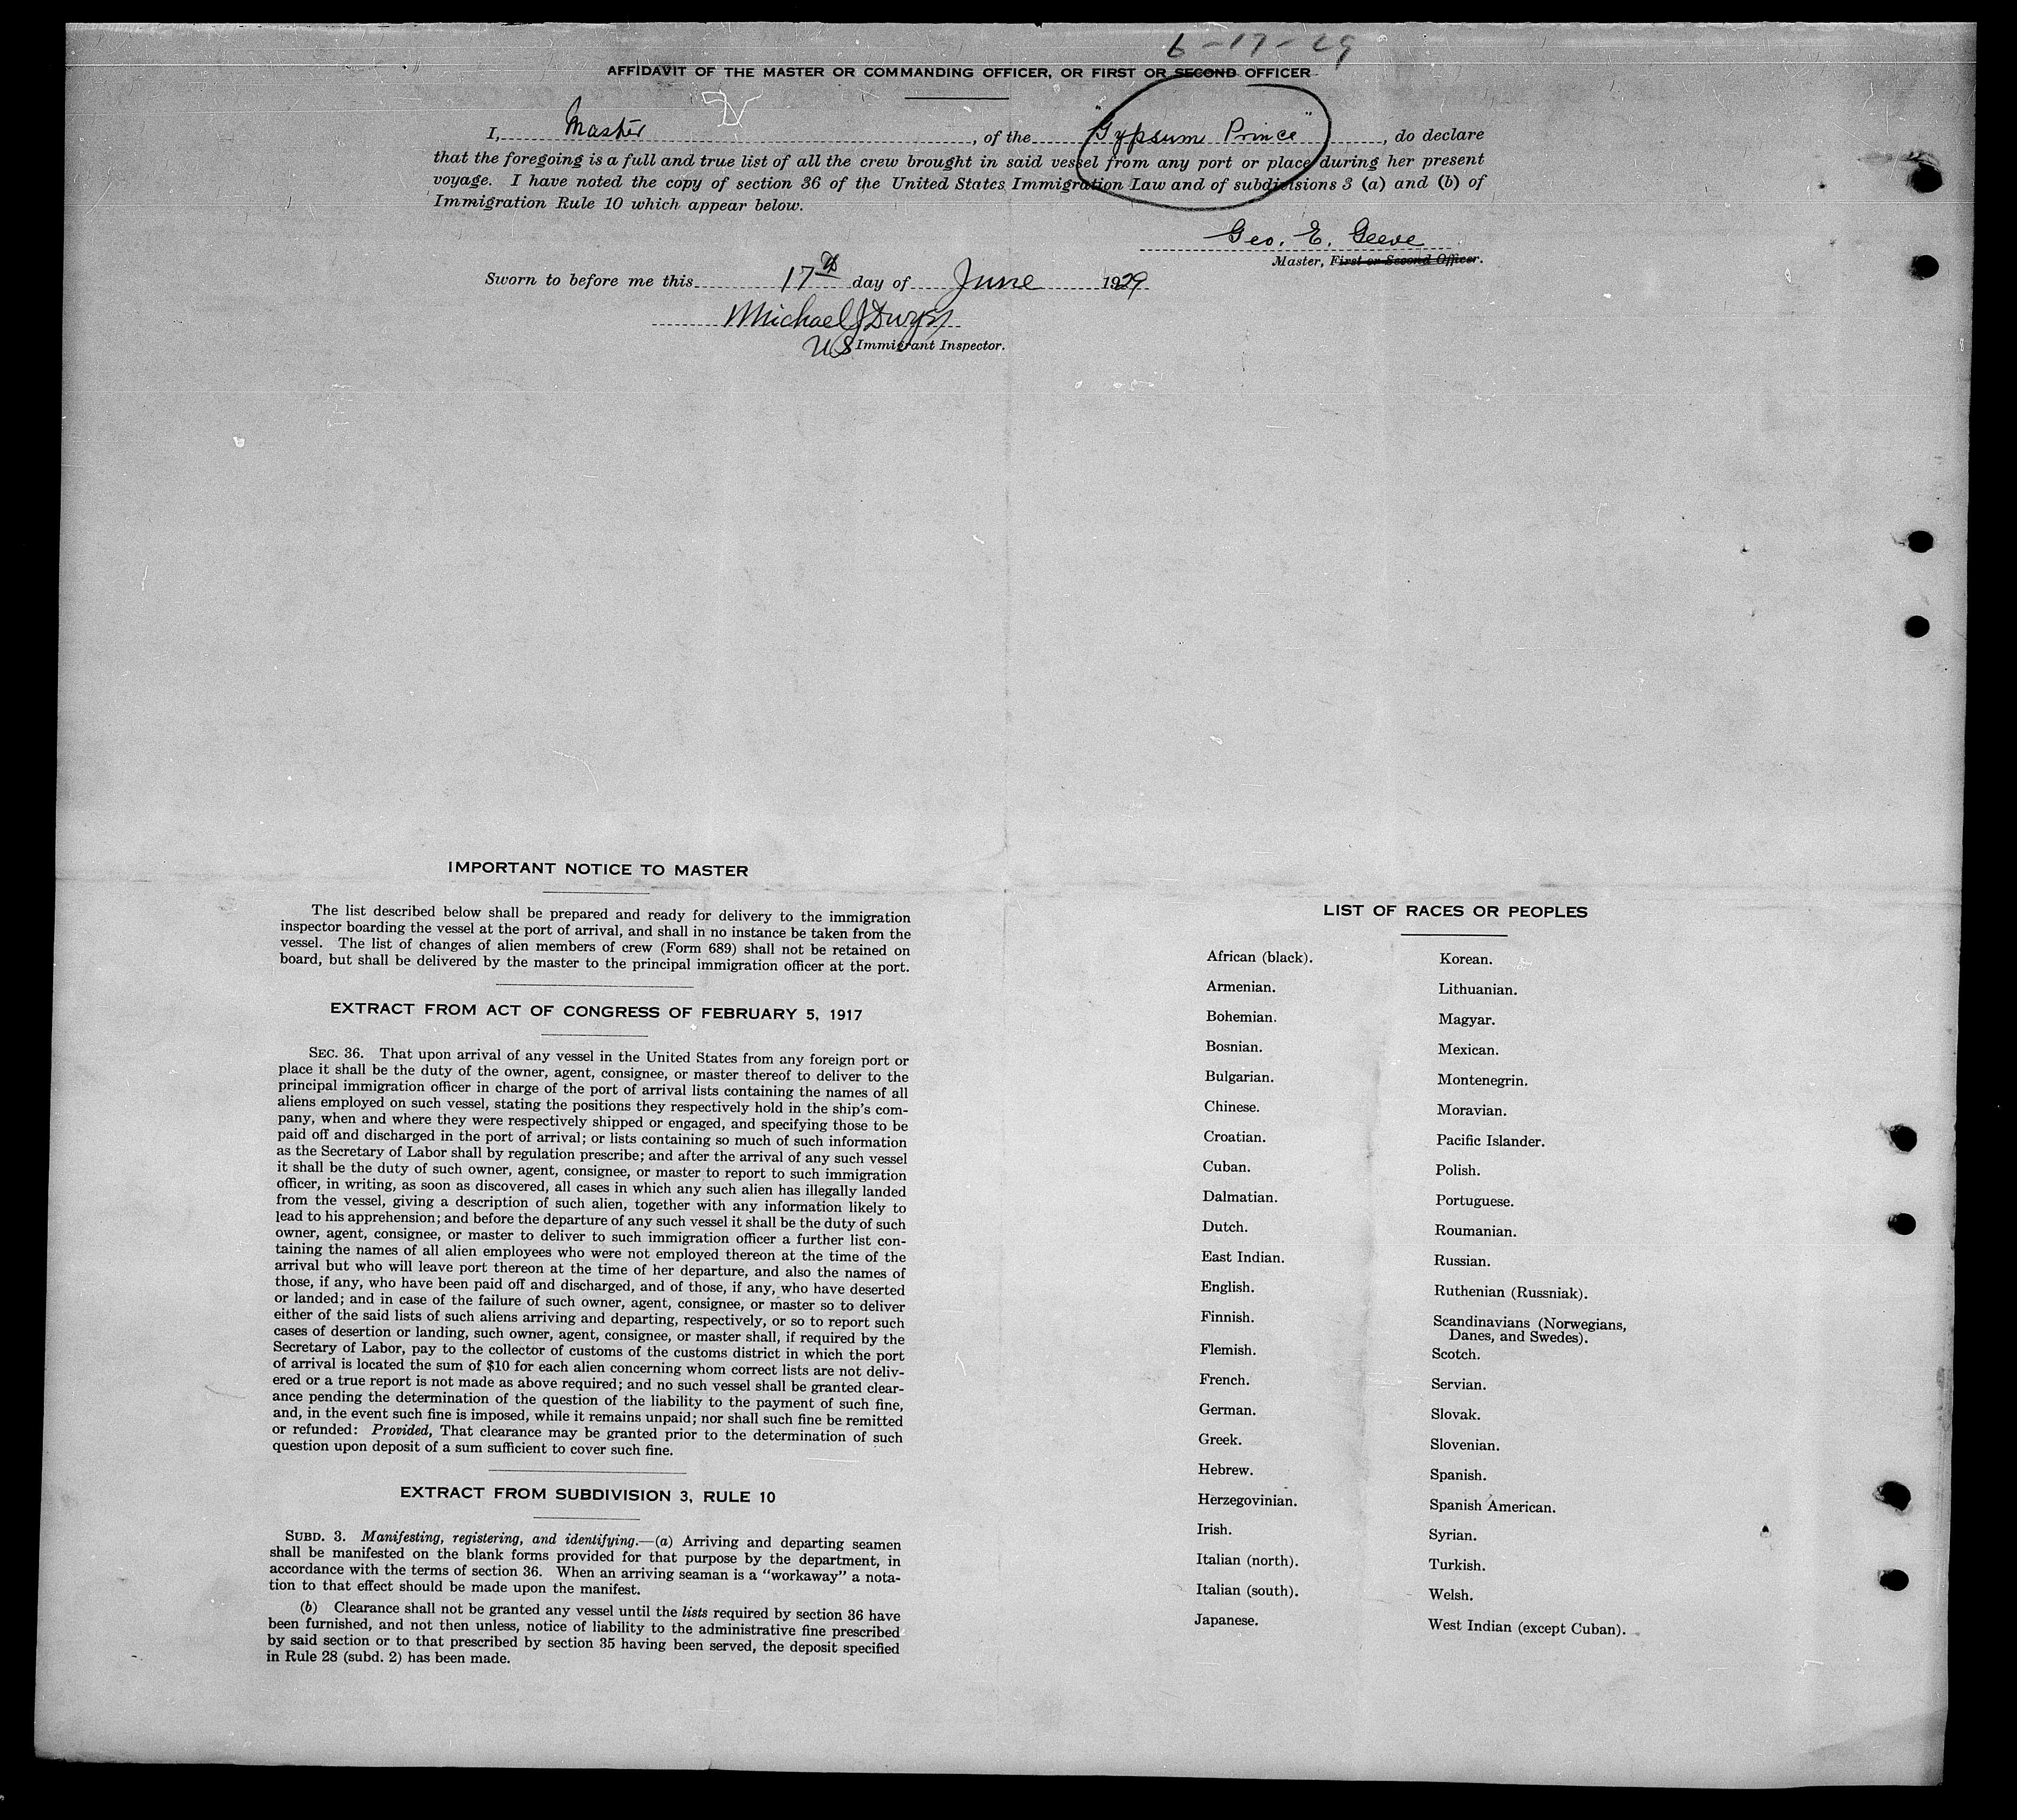 6-17-29
AFFIDAVIT OF THE MASTER OR COMMANDING OFFICER, OR FIRST OR SECOND OFFICER
I, Master, of the "Gypsum Prince", do declare
that the foregoing is a full and true list of all the crew brought in said vessel from any port or place during her present
voyage. I have noted the copy of section 36 of the United States Immigration Law and of subdivisions 3 (a) and (b) of
Immigration Rule 10 which appear below.
Geo. E. Geeve
Master, First or Second Officer.
Sworn to before me this 17th day of June 1929
Michael J Dwyer
US Immigrant Inspector.
IMPORTANT NOTICE TO MASTER
The list described below shall be prepared and ready for delivery to the immigration
inspector boarding the vessel at the port of arrival, and shall in no instance be taken from the
vessel. The list of changes of alien members of crew (Form 689) shall not be retained on
board, but shall be delivered by the master to the principal immigration officer at the port.
EXTRACT FROM ACT OF CONGRESS OF FEBRUARY 5, 1917
SEC. 36. That upon arrival of any vessel in the United States from any foreign port or
place it shall be the duty of the owner, agent, consignee, or master thereof to deliver to the
principal immigration officer in charge of the port of arrival lists containing the names of all
aliens employed on such vessel, stating the positions they respectively hold in the ship's com-
pany, when and where they were respectively shipped or engaged, and specifying those to be
paid off and discharged in the port of arrival; or lists containing so much of such information
as the Secretary of Labor shall by regulation prescribe; and after the arrival of any such vessel
it shall be the duty of such owner, agent, consignee, or master to report to such immigration
officer, in writing, as soon as discovered, all cases in which any such alien has illegally landed
from the vessel, giving a description of such alien, together with any information likely to
lead to his apprehension; and before the departure of any such vessel it shall be the duty of such
owner, agent, consignee, or master to deliver to such immigration officer a further list con-
taining the names of all alien employees who were not employed thereon at the time of the
arrival but who will leave port thereon at the time of her departure, and also the names of
those, if any, who have been paid off and discharged, and of those, if any, who have deserted
or landed; and in case of the failure of such owner, agent, consignee, or master so to deliver
either of the said lists of such aliens arriving and departing, respectively, or so to report such
cases of desertion or landing, such owner, agent, consignee, or master shall, if required by the
Secretary of Labor, pay to the collector of customs of the customs district in which the port
of arrival is located the sum of $10 for each alien concerning whom correct lists are not deliv-
ered or a true report is not made as above required; and no such vessel shall be granted clear-
ance pending the determination of the question of the liability to the payment of such fine,
and, in the event such fine is imposed, while it remains unpaid; nor shall such fine be remitted
or refunded: Provided, That clearance may be granted prior to the determination of such
question upon deposit of a sum sufficient to cover such fine.
EXTRACT FROM SUBDIVISION 3, RULE 10
SUBD. 3. Manifesting, registering, and identifying.—(a) Arriving and departing seamen
shall be manifested on the blank forms provided for that purpose by the department, in
accordance with the terms of section 36. When an arriving seaman is a "workaway" a nota-
tion to that effect should be made upon the manifest.
(b) Clearance shall not be granted any vessel until the lists required by section 36 have
been furnished, and not then unless, notice of liability to the administrative fine prescribed
by said section or to that prescribed by section 35 having been served, the deposit specified
in Rule 28 (subd. 2) has been made.
LIST OF RACES OR PEOPLES
African (black).
Armenian.
Bohemian.
Bosnian.
Bulgarian.
Chinese.
Croatian.
Cuban.
Dalmatian.
Dutch.
East Indian.
English.
Finnish.
Flemish.
French.
German.
Greek.
Hebrew.
Herzegovinian.
Irish.
Italian (north).
Italian (south).
Japanese.
Korean.
Lithuanian.
Magyar.
Mexican.
Montenegrin.
Moravian.
Pacific Islander.
Polish.
Portuguese.
Roumanian.
Russian.
Ruthenian (Russniak).
Scandinavians (Norwegians,
Danes, and Swedes).
Scotch.
Servian.
Slovak.
Slovenian.
Spanish.
Spanish American.
Syrian.
Turkish.
Welsh.
West Indian (except Cuban).